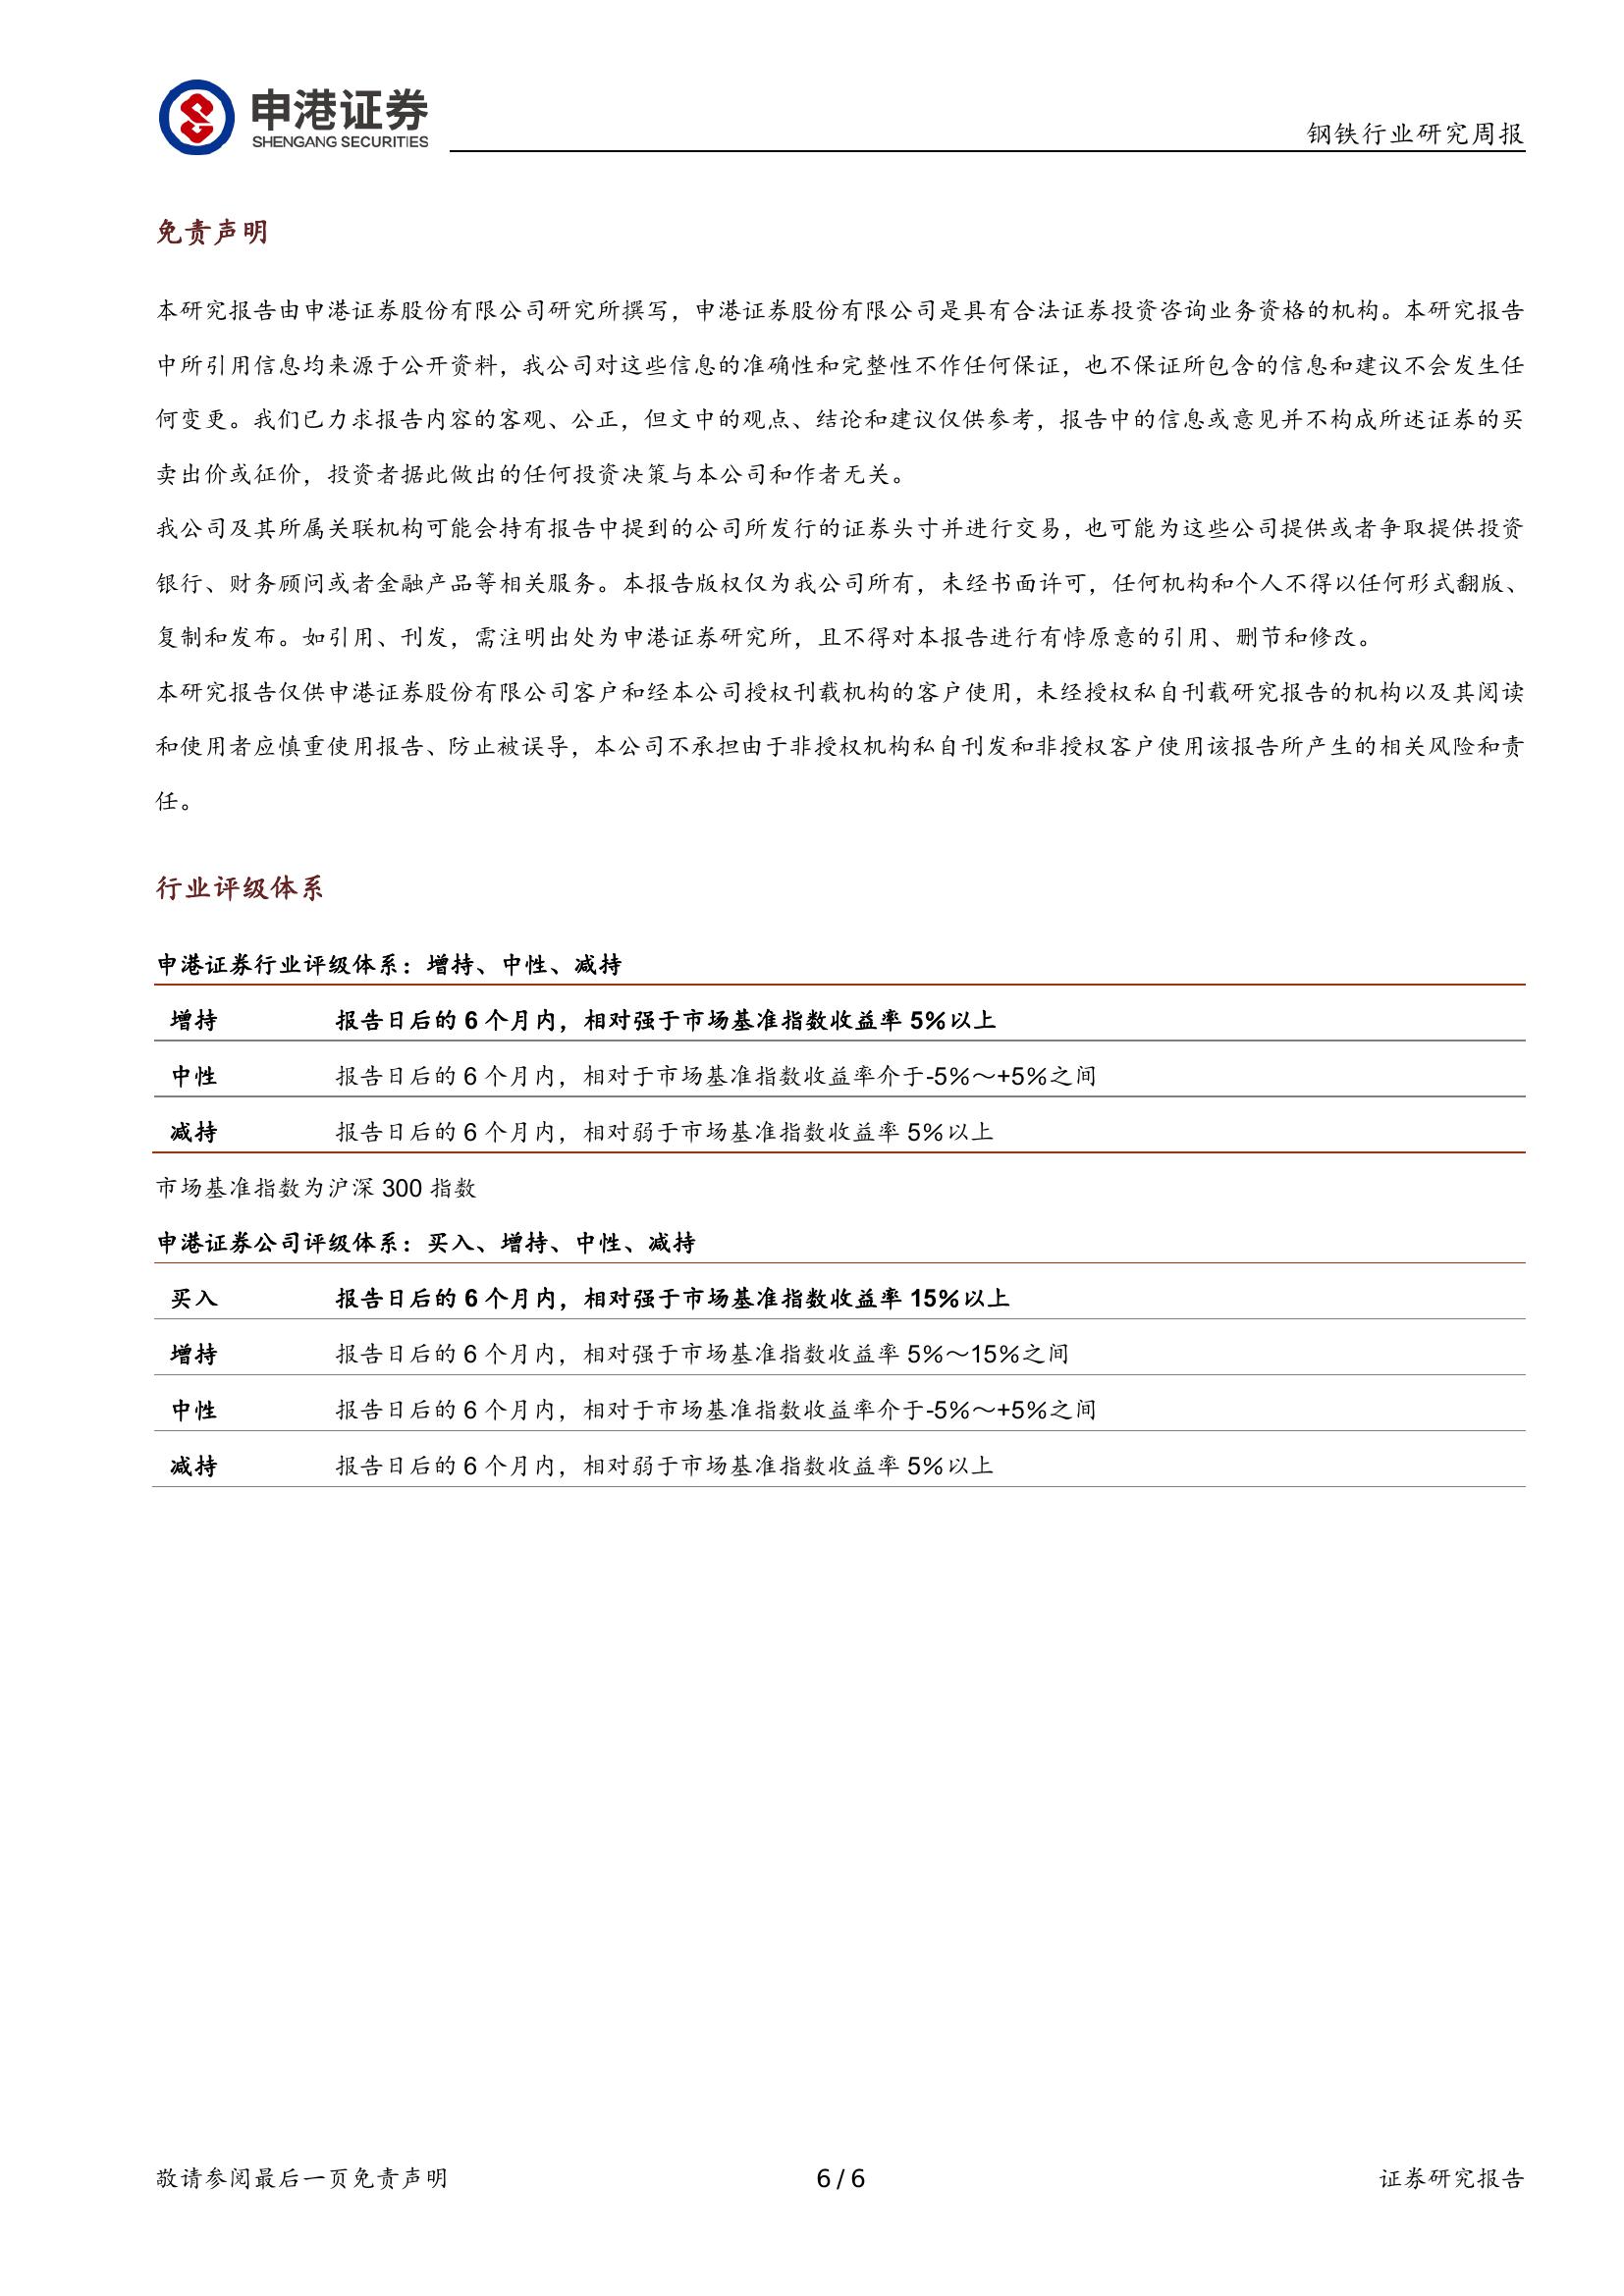 申港证券
SHENGANG SECURITIES
钢铁行业研究周报
免责声明
本研究报告由申港证券股份有限公司研究所撰写，申港证券股份有限公司是具有合法证券投资咨询业务资格的机构。本研究报告
中所引用信息均来源于公开资料，我公司对这些信息的准确性和完整性不作任何保证，也不保证所包含的信息和建议不会发生任
何变更。我们已力求报告内容的客观、公正，但文中的观点、结论和建议仅供参考，报告中的信息或意见并不构成所述证券的买
卖出价或征价，投资者据此做出的任何投资决策与本公司和作者无关。
我公司及其所属关联机构可能会持有报告中提到的公司所发行的证券头寸并进行交易，也可能为这些公司提供或者争取提供投资
银行、财务顾问或者金融产品等相关服务。本报告版权仅为我公司所有，未经书面许可，任何机构和个人不得以任何形式翻版、
复制和发布。如引用、刊发，需注明出处为申港证券研究所，且不得对本报告进行有悖原意的引用、删节和修改。
本研究报告仅供申港证券股份有限公司客户和经本公司授权刊载机构的客户使用，未经授权私自刊载研究报告的机构以及其阅读
和使用者应慎重使用报告、防止被误导，本公司不承担由于非授权机构私自刊发和非授权客户使用该报告所产生的相关风险和责
任。
行业评级体系
申港证券行业评级体系：增持、中性、减持
增持 报告日后的 6 个月内，相对强于市场基准指数收益率 5%以上
中性 报告日后的 6 个月内，相对于市场基准指数收益率介于-5%～+5%之间
减持 报告日后的 6 个月内，相对弱于市场基准指数收益率 5%以上
市场基准指数为沪深 300 指数
申港证券公司评级体系：买入、增持、中性、减持
买入 报告日后的 6 个月内，相对强于市场基准指数收益率 15%以上
增持 报告日后的 6 个月内，相对强于市场基准指数收益率 5%～15%之间
中性 报告日后的 6 个月内，相对于市场基准指数收益率介于-5%～+5%之间
减持 报告日后的 6 个月内，相对弱于市场基准指数收益率 5%以上
敬请参阅最后一页免责声明 6 / 6 证券研究报告